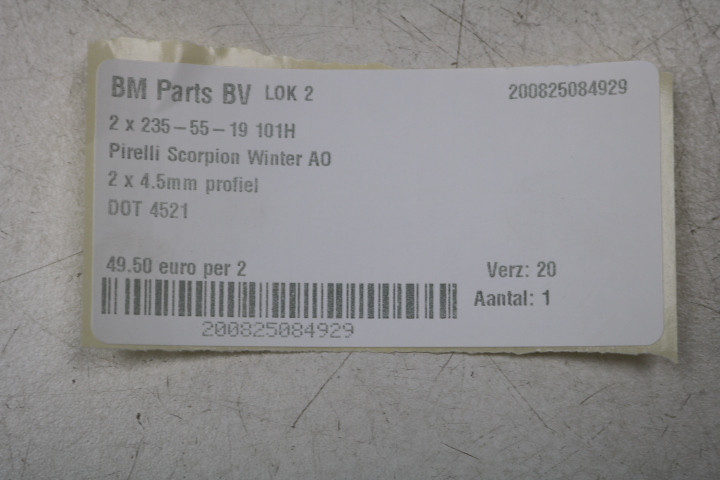 BM Parts BV LOK 2 200825084929
2 x 235-55-19 101H
Pirelli Scorpion Winter AO
2 x 4.5mm profiel
DOT 4521
49.50 euro per 2 Verz: 20
Aantal: 1
200825084929